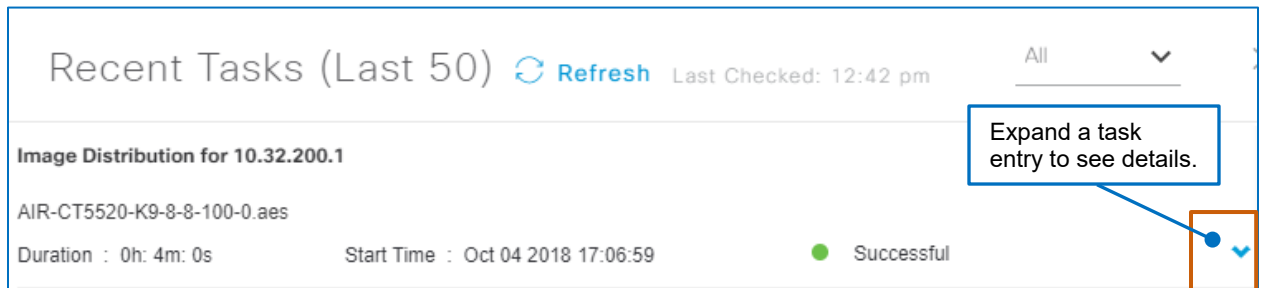 Recent Tasks (Last 50) Refresh Last Checked: 12:42 pm All
Expand a task
entry to see details.
Image Distribution for 10.32.200.1
AIR-CT5520-K9-8-8-100-0.aes
Duration : 0h: 4m: 0s Start Time : Oct 04 2018 17:06:59 Successful